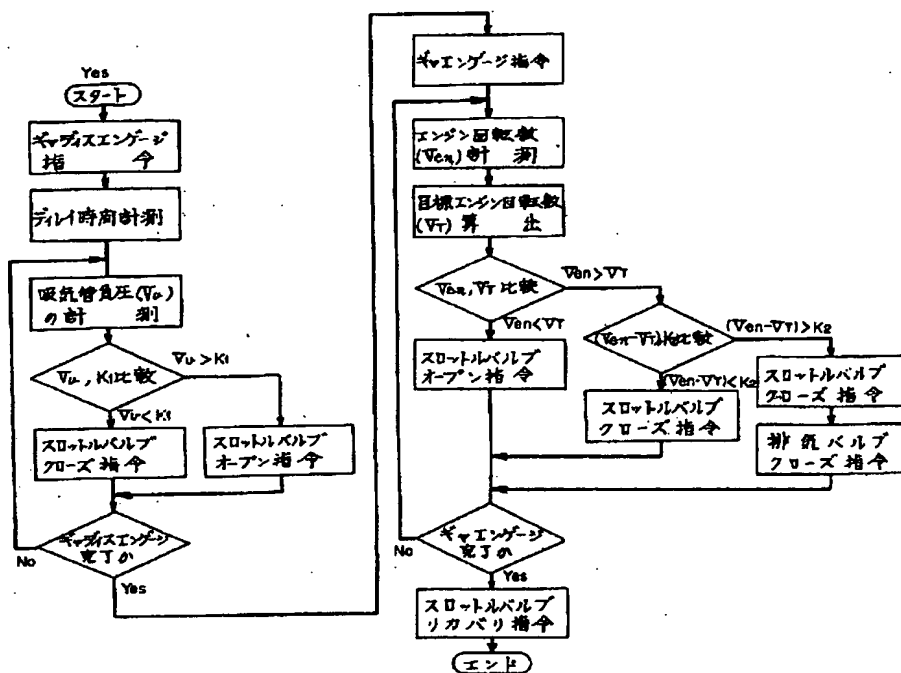 Yes
スタート
ギャディスエンゲージ
指 令
ディレイ時間計測
吸気管負圧(Vu)
の計 測
Vu, K1比較
Vu>K1
Vu<K1
スロットルバルブ
クローズ指令
スロットルバルブ
オープン指令
ギャディスエンゲージ
完了か
No
Yes
ギャエンゲージ指令
エンジン回転数
(Ven)計 測
目標エンジン回転数
(VT)算 出
Ven, VT比較
Ven>VT
Ven<VT
スロットルバルブ
オープン指令
(Ven-VT)K2比較
(Ven-VT)>K2
(Ven-VT)<K2
スロットルバルブ
クローズ指令
スロットルバルブ
クローズ指令
排気バルブ
クローズ指令
ギャエンゲージ
完了か
No
Yes
スロットルバルブ
リカバリ指令
エンド